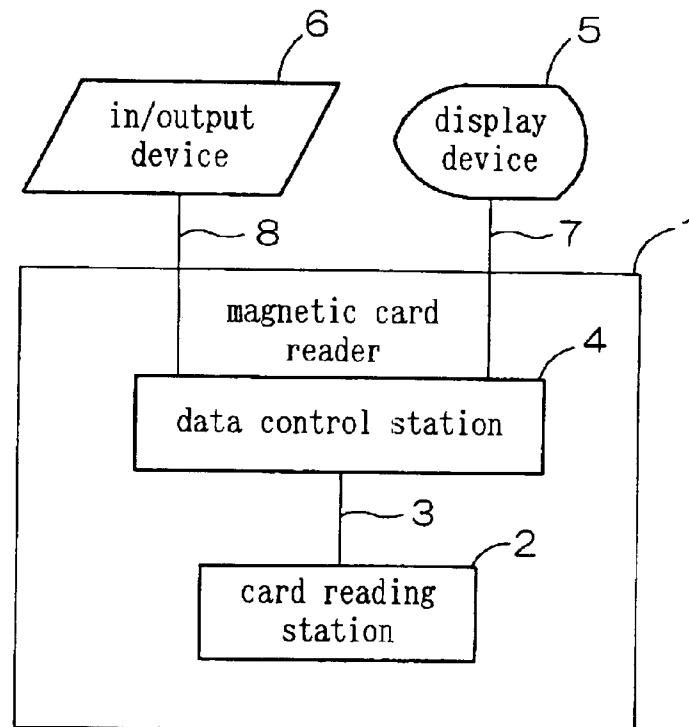 6
5
in/output
device
display
device
8
7
magnetic card
reader
4
data control station
3
2
card reading
station